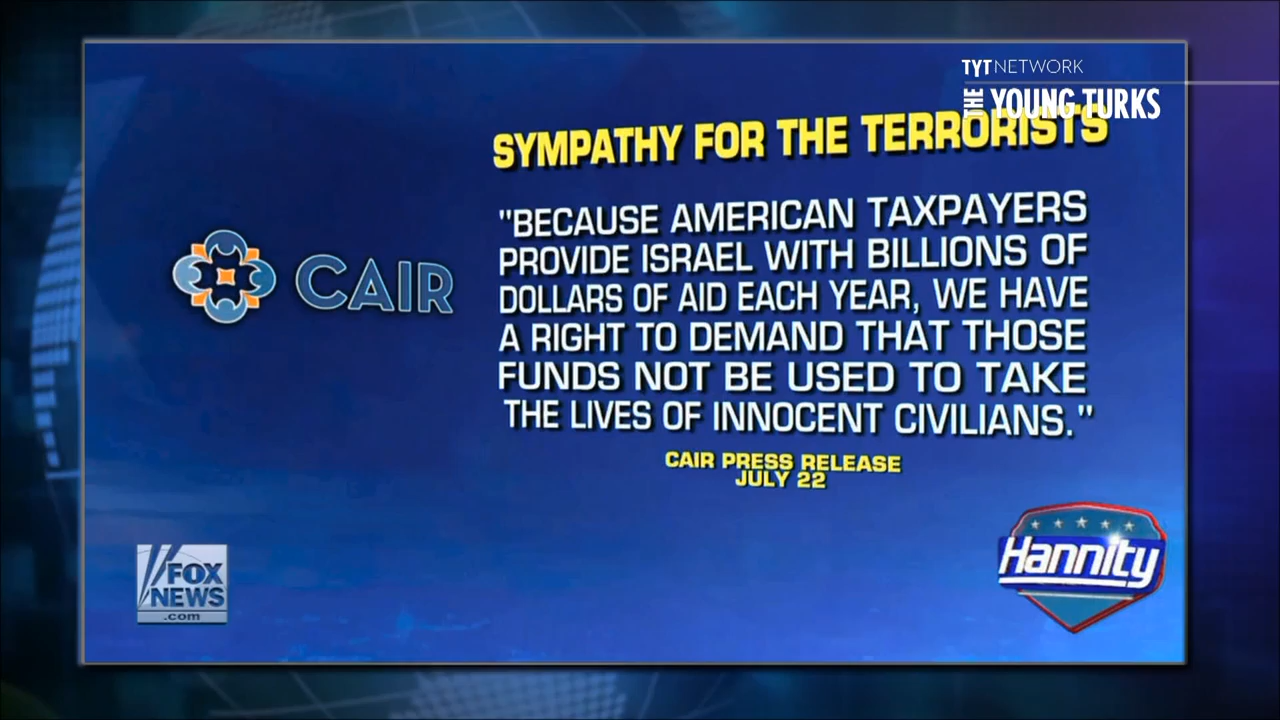 TYT NETWORK
THE YOUNG TURKS
SYMPATHY FOR THE TERRORISTS
"BECAUSE AMERICAN TAXPAYERS
PROVIDE ISRAEL WITH BILLIONS OF
DOLLARS OF AID EACH YEAR, WE HAVE
A RIGHT TO DEMAND THAT THOSE
FUNDS NOT BE USED TO TAKE
THE LIVES OF INNOCENT CIVILIANS."
CAIR PRESS RELEASE
JULY 22
CAIR
FOX
NEWS
.com
Hannity